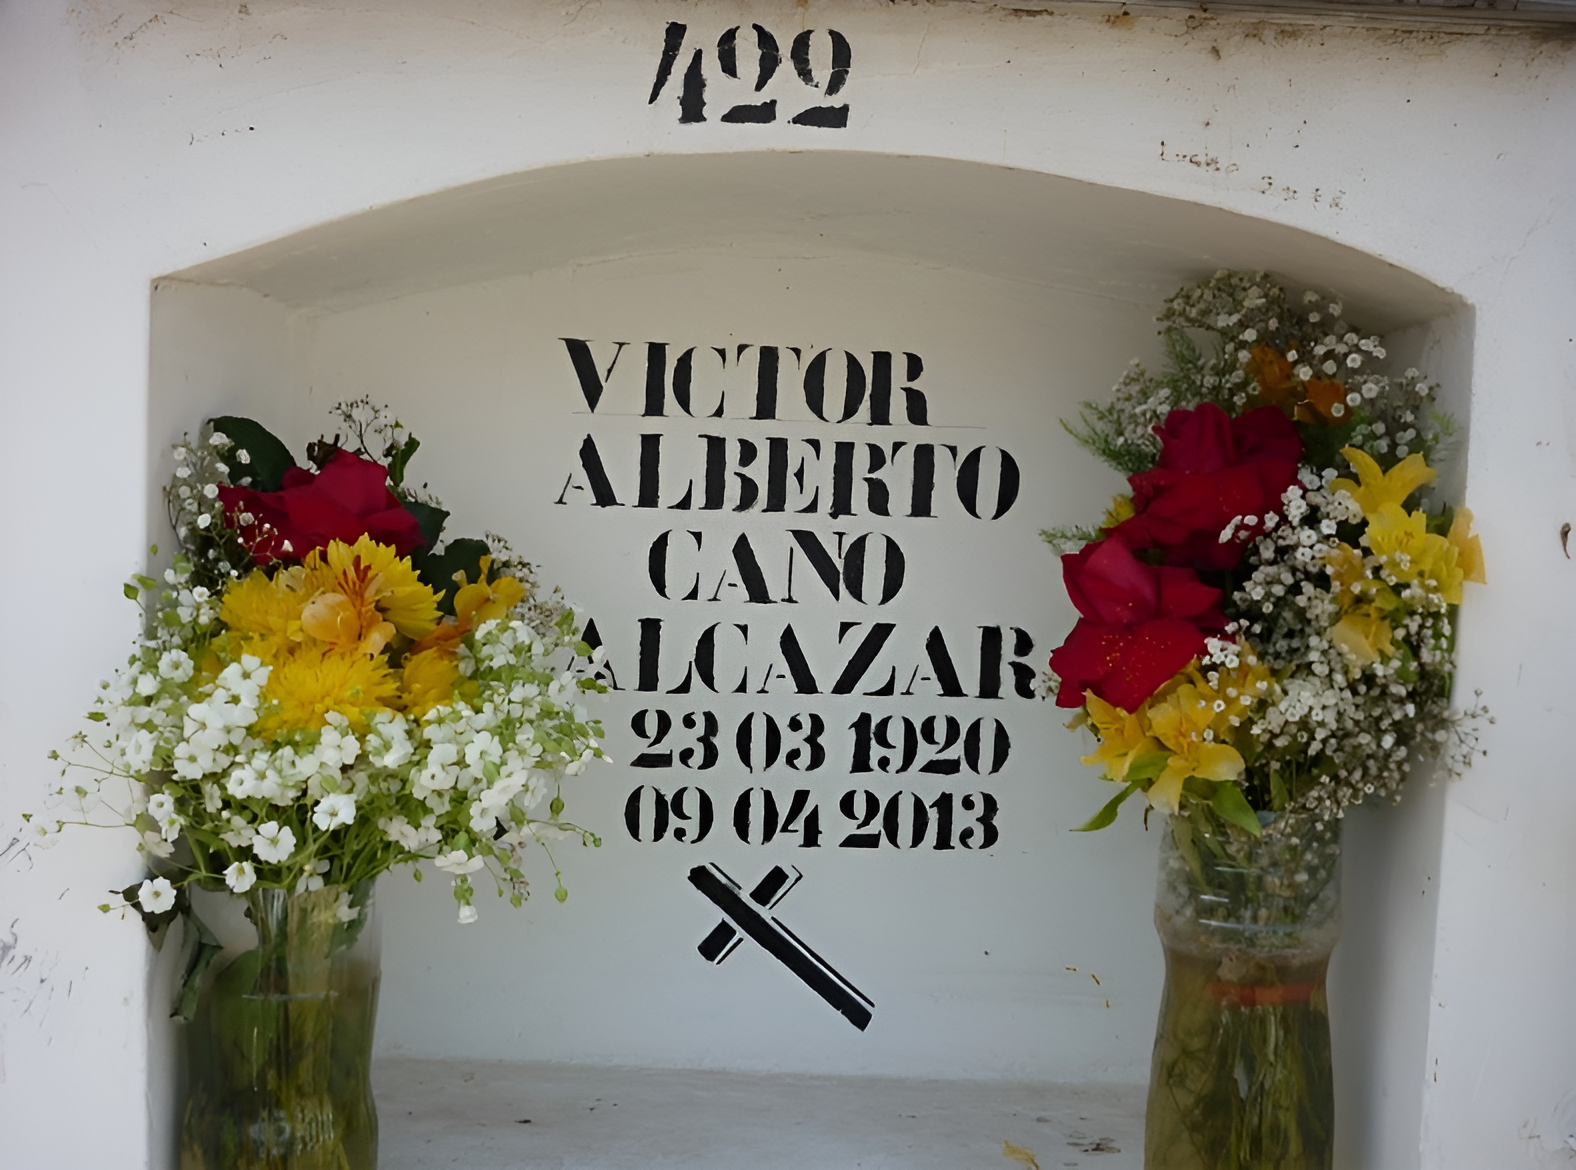 422
VICTOR
ALBERTO
CANO
ALCAZAR
23 03 1920
09 04 2013